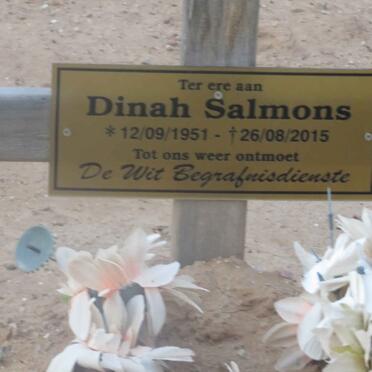 Ter ere aan
Dinah Salmons
*12/09/1951 - †26/08/2015
Tot ons weer ontmoet
De Wit Begrafnisdienste